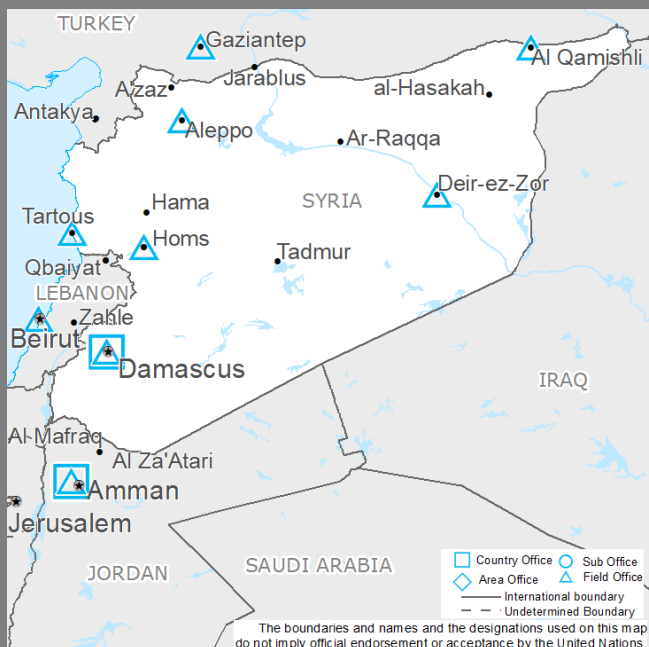 TURKEY
Gaziantep
Al Qamishli
Jarablus
A'zaz
al-Hasakah
Antakya
Aleppo
Ar-Raqqa
Deir-ez-Zor
Hama
SYRIA
Tartous
Homs
Tadmur
Qbaiyat
LEBANON
Zahle
Beirut
Damascus
IRAQ
Al Mafraq
Al Za'Atari
Amman
Jerusalem
SAUDI ARABIA
JORDAN
Country Office
Sub Office
Area Office
Field Office
International boundary
Undetermined Boundary
The boundaries and names and the designations used on this map
do not imply official endorsement or acceptance by the United Nations.